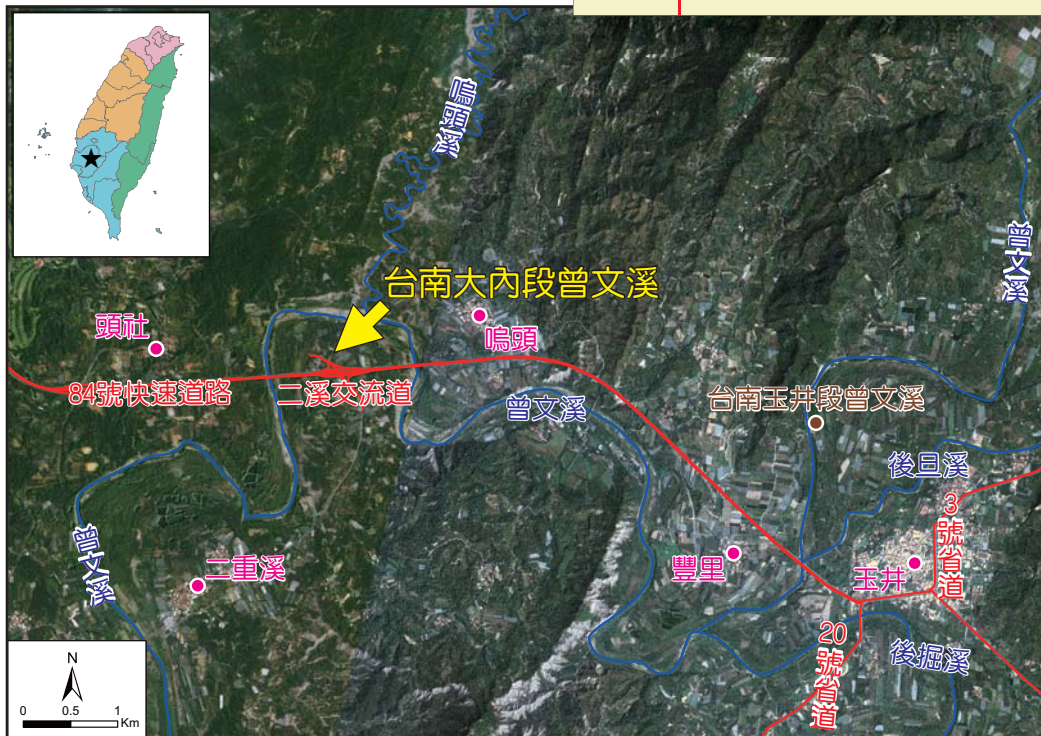 嗚頭溪
曾文溪
台南大內段曾文溪
頭社
嗚頭
84號快速道路
二溪交流道
曾文溪
台南玉井段曾文溪
後旦溪
3號省道
曾文溪
二重溪
豐里
玉井
20號省道
後掘溪
N
0 0.5 1
Km